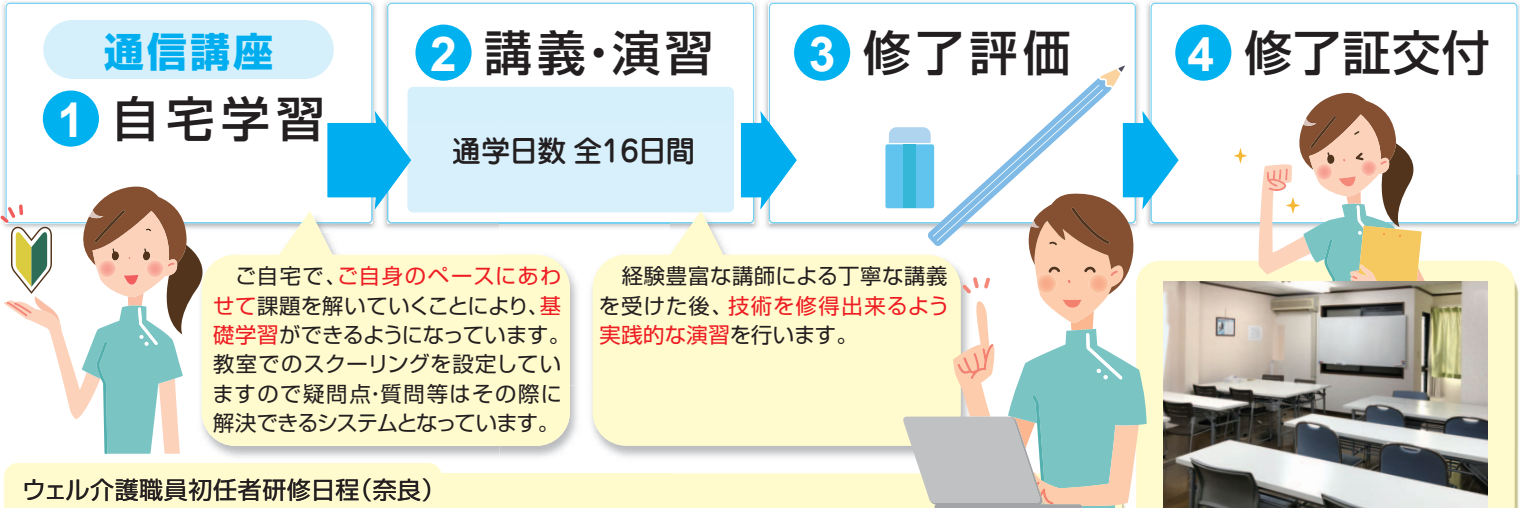 通信講座
1 自宅学習
2 講義・演習
通学日数 全16日間
3 修了評価
4 修了証交付
ご自宅で、ご自身のペースにあわ
せて課題を解いていくことにより、基
礎学習ができるようになっています。
教室でのスクーリングを設定してい
ますので疑問点・質問等はその際に
解決できるシステムとなっています。
経験豊富な講師による丁寧な講義
を受けた後、技術を修得出来るよう
実践的な演習を行います。
ウェル介護職員初任者研修日程(奈良)